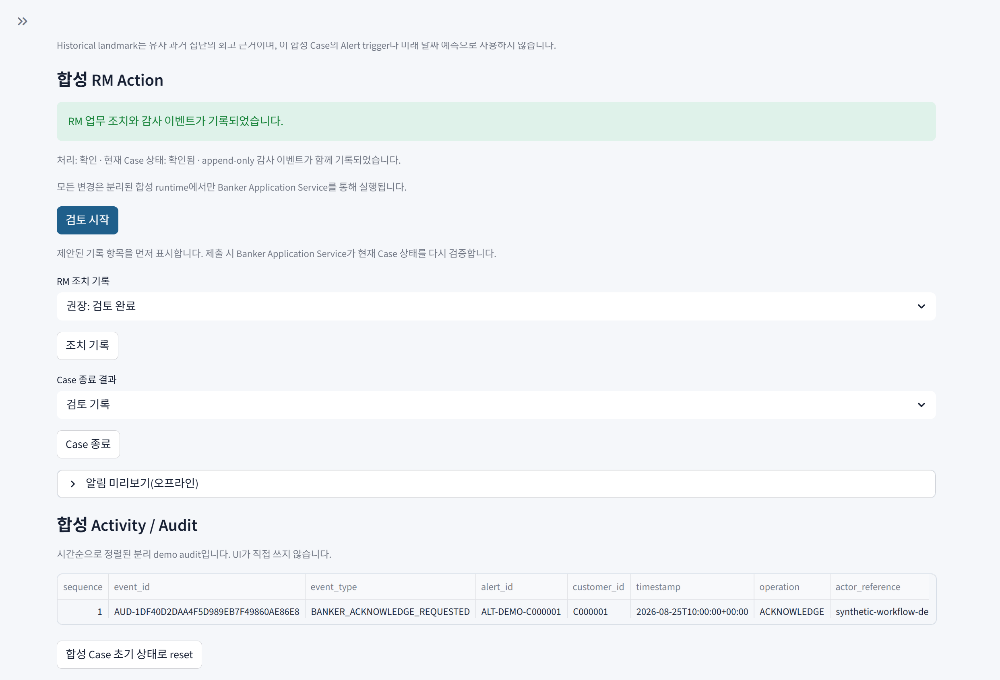 Historical landmark는 유사 과거 집단의 회고 근거이며, 이 합성 Case의 Alert trigger나 미래 날짜 예측으로 사용하지 않습니다.
합성 RM Action
RM 업무 조치와 감사 이벤트가 기록되었습니다.
처리: 확인 · 현재 Case 상태: 확인됨 · append-only 감사 이벤트가 함께 기록되었습니다.
모든 변경은 분리된 합성 runtime에서만 Banker Application Service를 통해 실행됩니다.
검토 시작
제안된 기록 항목을 먼저 표시합니다. 제출 시 Banker Application Service가 현재 Case 상태를 다시 검증합니다.
RM 조치 기록
권장: 검토 완료
조치 기록
Case 종료 결과
검토 기록
Case 종료
알림 미리보기(오프라인)
합성 Activity / Audit
시간순으로 정렬된 분리 demo audit입니다. UI가 직접 쓰지 않습니다.
sequence event_id event_type alert_id customer_id timestamp operation actor_reference
1 AUD-1DF40D2DAA4F5D989EB7F49860AE86E8 BANKER_ACKNOWLEDGE_REQUESTED ALT-DEMO-C000001 C000001 2026-08-25T10:00:00+00:00 ACKNOWLEDGE synthetic-workflow-de
합성 Case 초기 상태로 reset